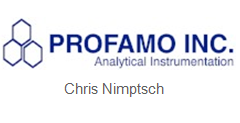 PROFAMO INC.
Analytical Instrumentation
Chris Nimptsch